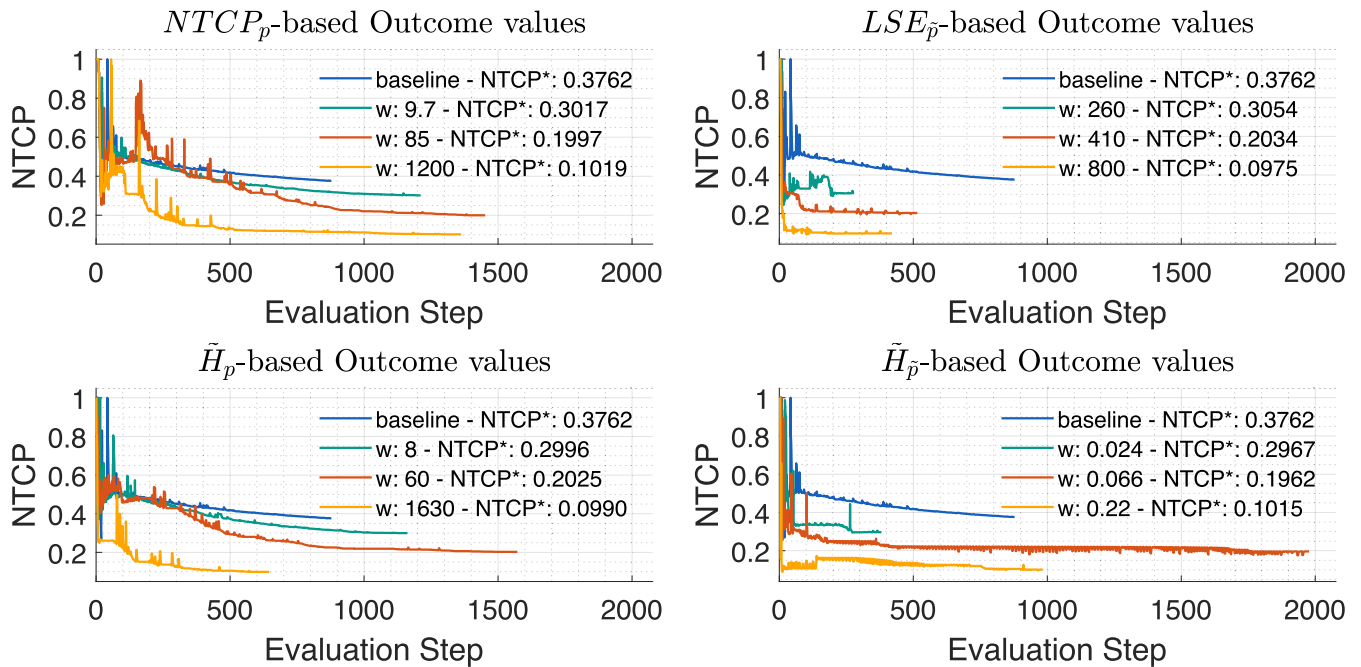 NTCP_p-based Outcome values
NTCP
1
0.8
0.6
0.4
0.2
baseline - NTCP*: 0.3762
w: 9.7 - NTCP*: 0.3017
w: 85 - NTCP*: 0.1997
w: 1200 - NTCP*: 0.1019
0 500 1000 1500 2000
Evaluation Step
LSE_p̃-based Outcome values
NTCP
1
0.8
0.6
0.4
0.2
baseline - NTCP*: 0.3762
w: 260 - NTCP*: 0.3054
w: 410 - NTCP*: 0.2034
w: 800 - NTCP*: 0.0975
0 500 1000 1500 2000
Evaluation Step
H̃_p-based Outcome values
NTCP
1
0.8
0.6
0.4
0.2
baseline - NTCP*: 0.3762
w: 8 - NTCP*: 0.2996
w: 60 - NTCP*: 0.2025
w: 1630 - NTCP*: 0.0990
0 500 1000 1500 2000
Evaluation Step
H̃_p̃-based Outcome values
NTCP
1
0.8
0.6
0.4
0.2
baseline - NTCP*: 0.3762
w: 0.024 - NTCP*: 0.2967
w: 0.066 - NTCP*: 0.1962
w: 0.22 - NTCP*: 0.1015
0 500 1000 1500 2000
Evaluation Step